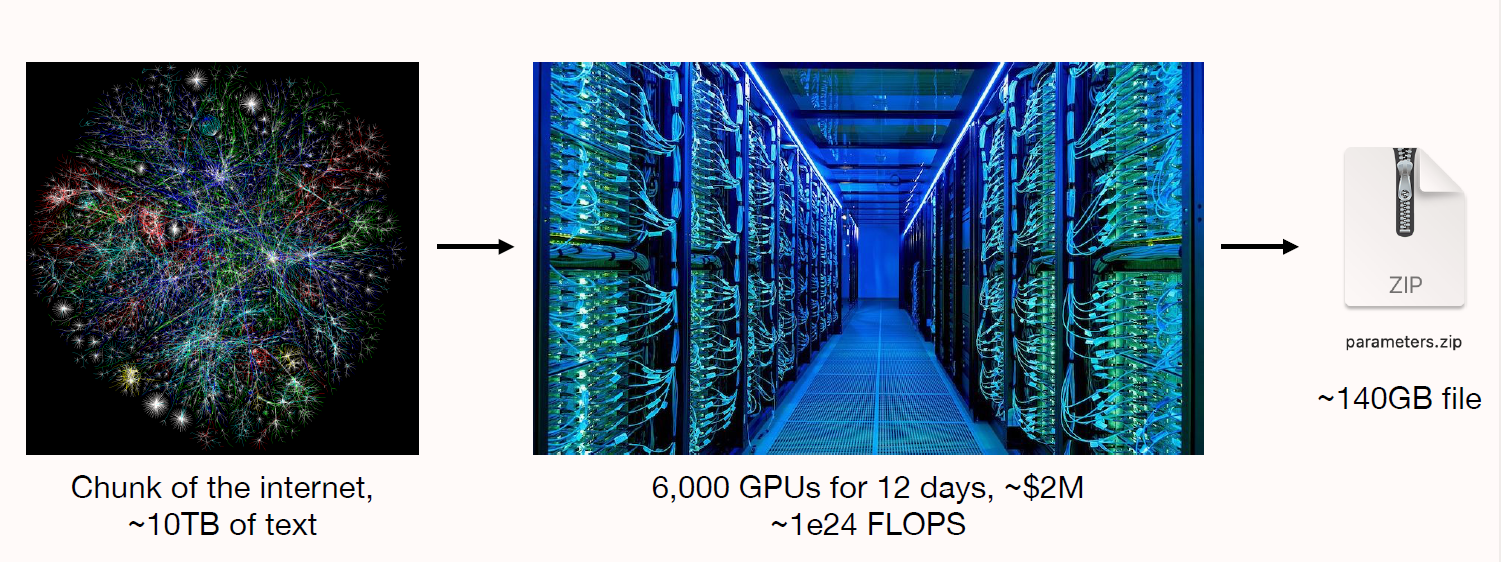 Chunk of the internet,
~10TB of text
6,000 GPUs for 12 days, ~$2M
~1e24 FLOPS
ZIP
parameters.zip
~140GB file